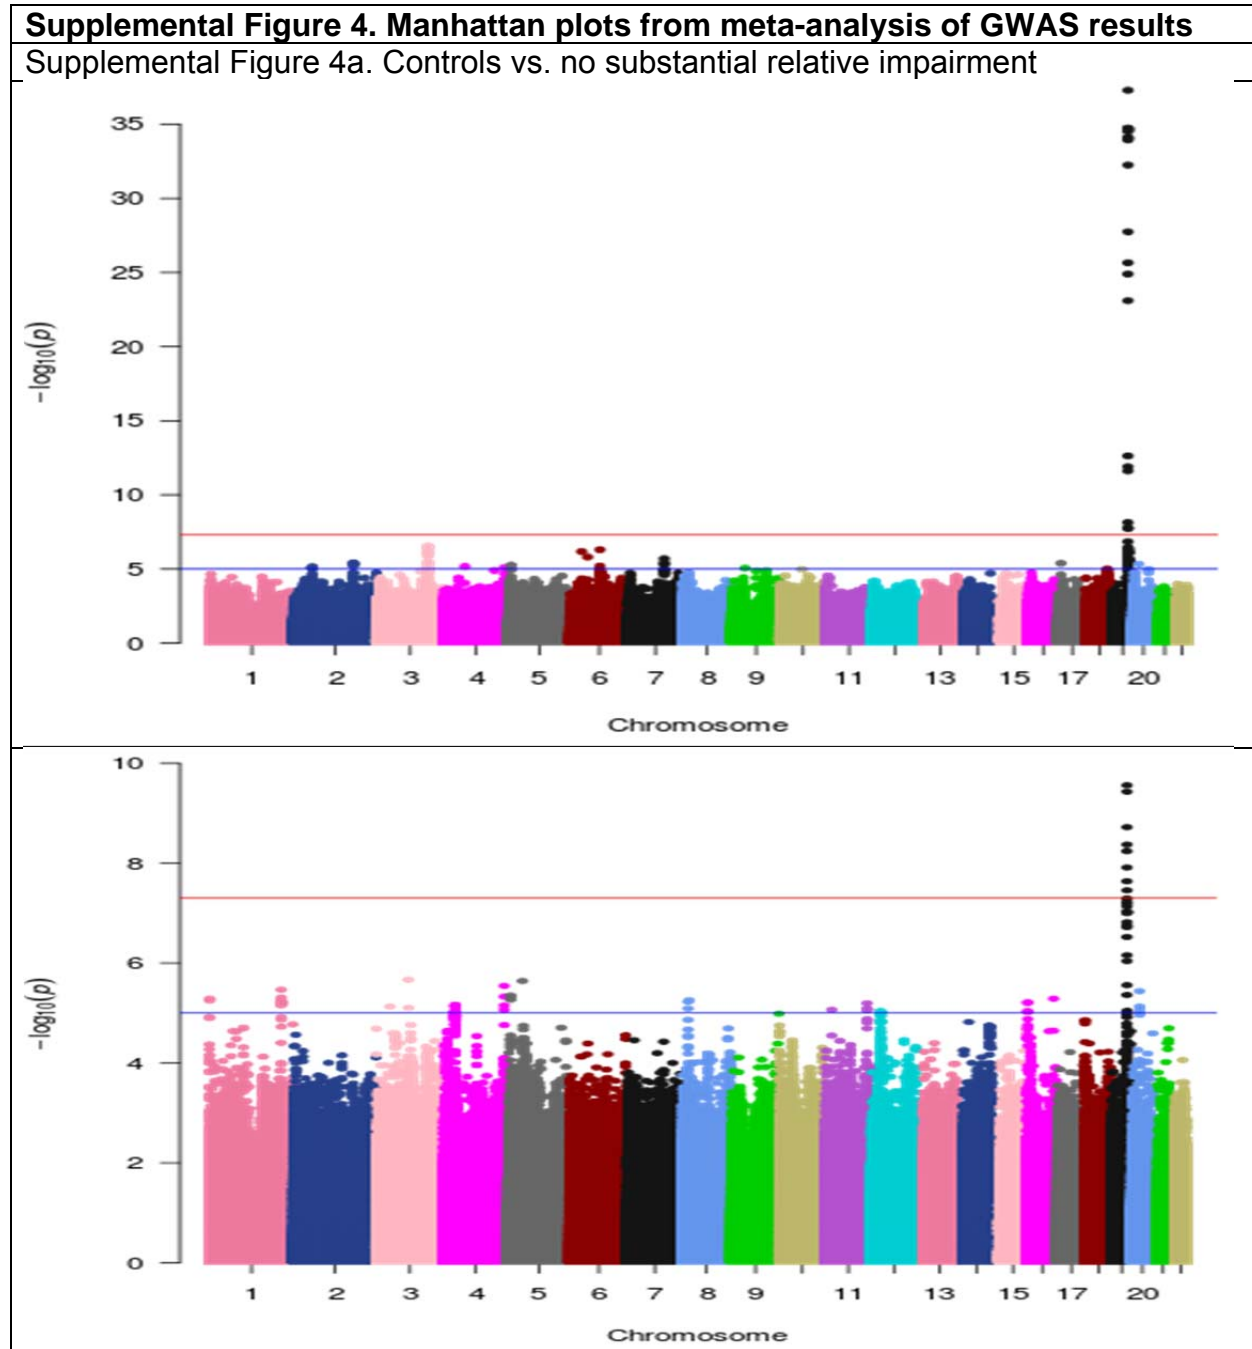 Supplemental Figure 4. Manhattan plots from meta-analysis of GWAS results
Supplemental Figure 4a. Controls vs. no substantial relative impairment
35
30
25
20
15
10
5
0
−log10(p)
1 2 3 4 5 6 7 8 9 11 13 15 17 20
Chromosome
10
8
6
4
2
0
−log10(p)
1 2 3 4 5 6 7 8 9 11 13 15 17 20
Chromosome